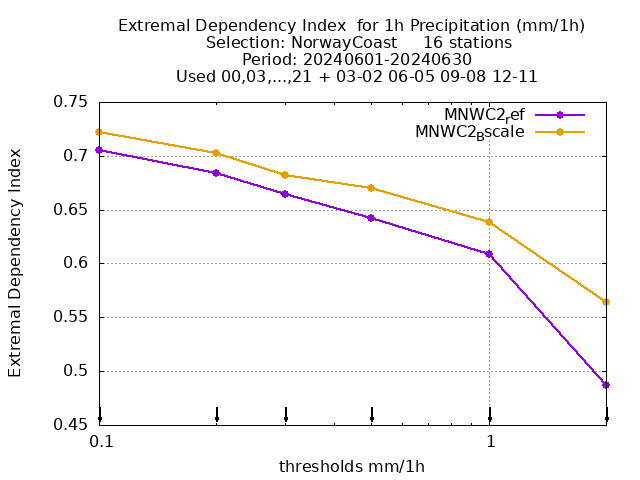 Extremal Dependency Index  for 1h Precipitation (mm/1h)
Selection: NorwayCoast     16 stations
Period: 20240601-20240630
Used 00,03,...,21 + 03-02 06-05 09-08 12-11
MNWC2ref
MNWC2Bscale
0.75
0.7
0.65
0.6
0.55
0.5
0.45
0.1
1
Extremal Dependency Index
thresholds mm/1h